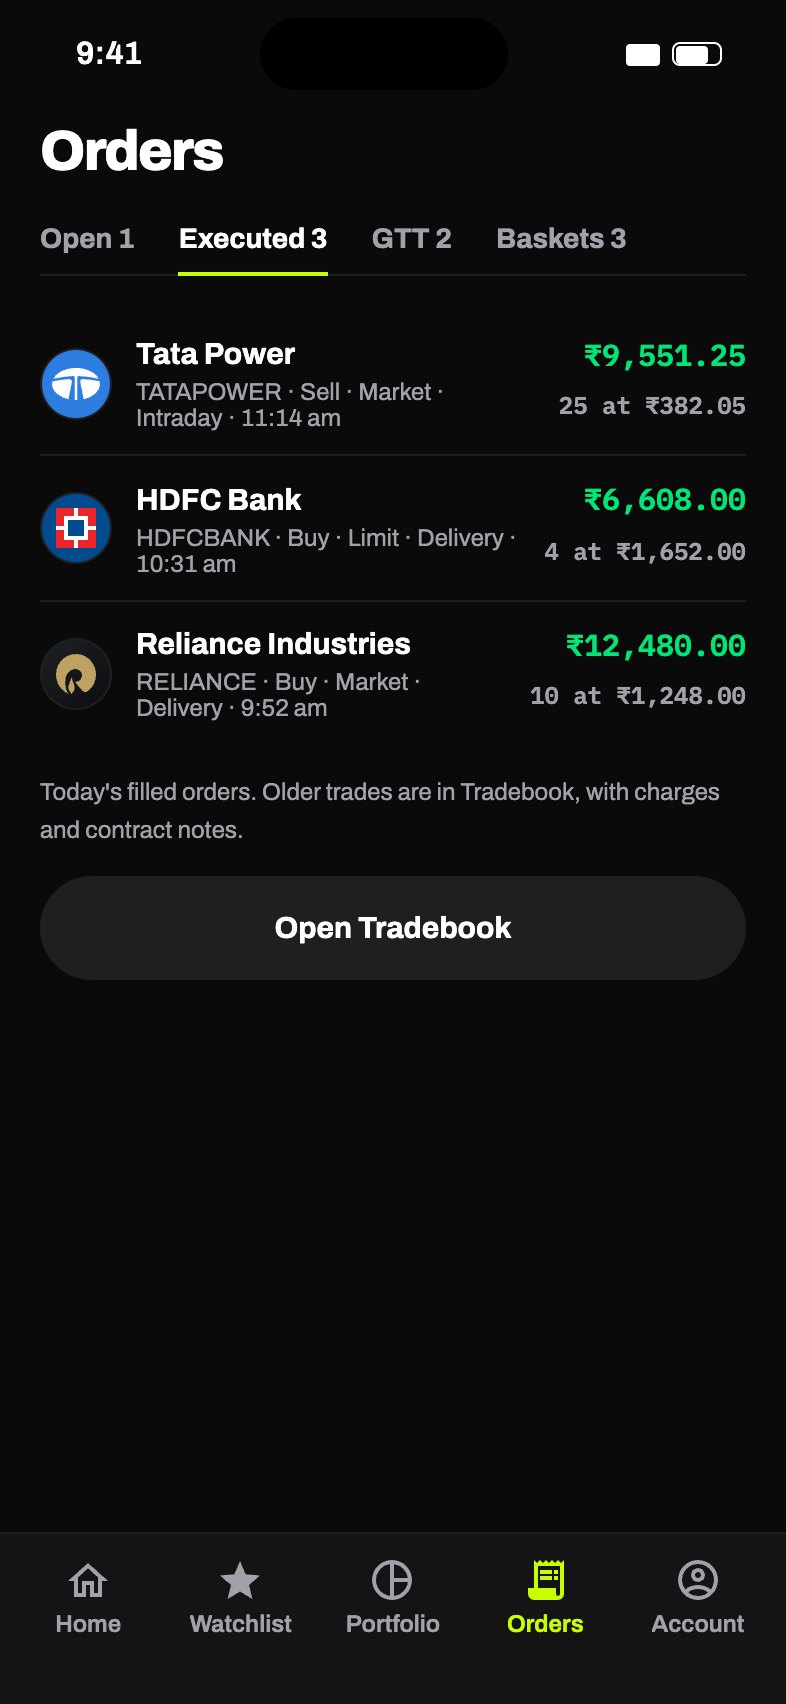 9:41
Orders
Open 1 Executed 3 GTT 2 Baskets 3
Tata Power
₹9,551.25
TATAPOWER · Sell · Market ·
Intraday · 11:14 am
25 at ₹382.05
HDFC Bank
₹6,608.00
HDFCBANK · Buy · Limit · Delivery ·
10:31 am
4 at ₹1,652.00
Reliance Industries
₹12,480.00
RELIANCE · Buy · Market ·
Delivery · 9:52 am
10 at ₹1,248.00
Today's filled orders. Older trades are in Tradebook, with charges
and contract notes.
Open Tradebook
Home Watchlist Portfolio Orders Account